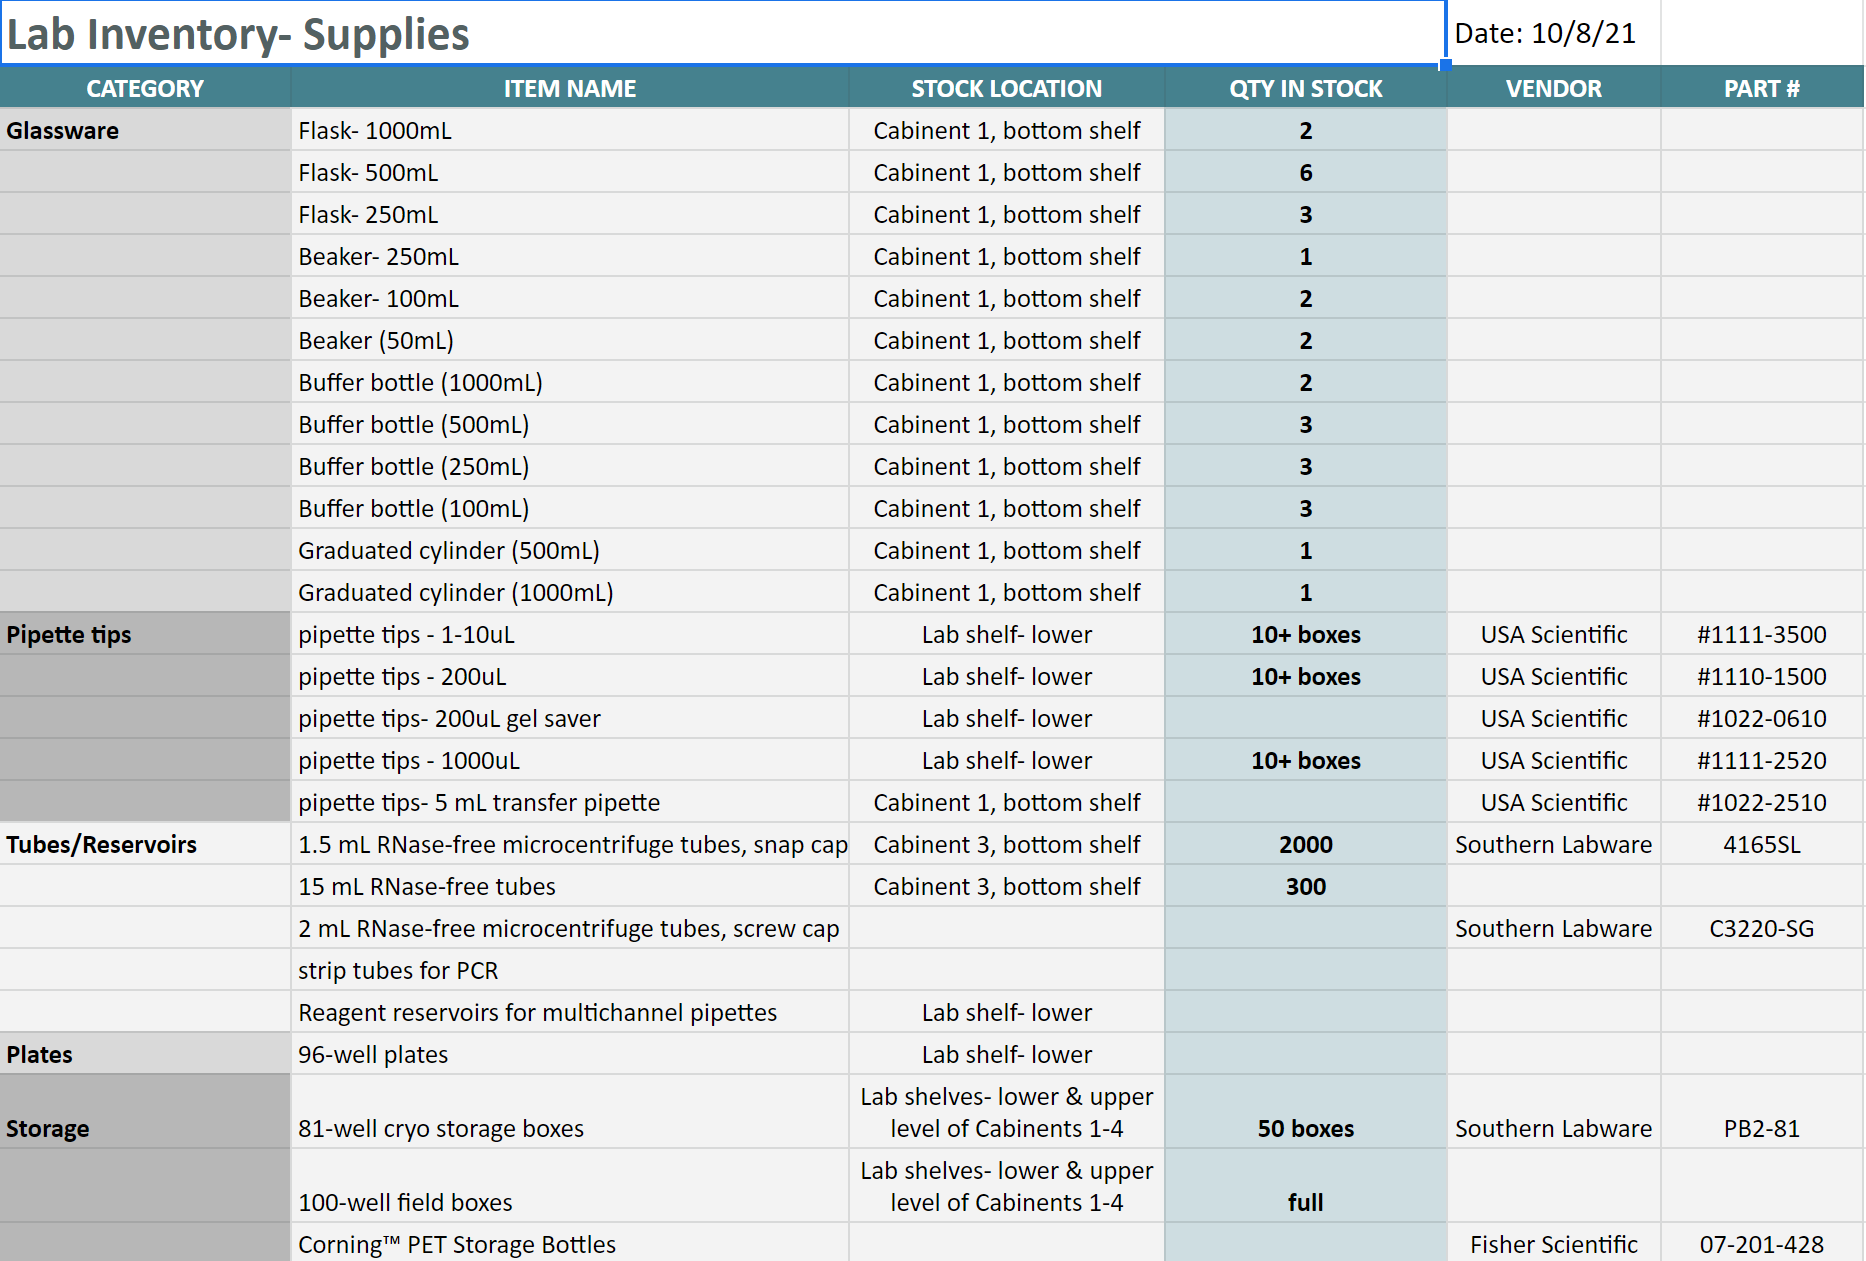 Lab Inventory- Supplies Date: 10/8/21
CATEGORY ITEM NAME STOCK LOCATION QTY IN STOCK VENDOR PART #
Glassware Flask- 1000mL Cabinent 1, bottom shelf 2
Flask- 500mL Cabinent 1, bottom shelf 6
Flask- 250mL Cabinent 1, bottom shelf 3
Beaker- 250mL Cabinent 1, bottom shelf 1
Beaker- 100mL Cabinent 1, bottom shelf 2
Beaker (50mL) Cabinent 1, bottom shelf 2
Buffer bottle (1000mL) Cabinent 1, bottom shelf 2
Buffer bottle (500mL) Cabinent 1, bottom shelf 3
Buffer bottle (250mL) Cabinent 1, bottom shelf 3
Buffer bottle (100mL) Cabinent 1, bottom shelf 3
Graduated cylinder (500mL) Cabinent 1, bottom shelf 1
Graduated cylinder (1000mL) Cabinent 1, bottom shelf 1
Pipette tips pipette tips - 1-10uL Lab shelf- lower 10+ boxes USA Scientific #1111-3500
pipette tips - 200uL Lab shelf- lower 10+ boxes USA Scientific #1110-1500
pipette tips- 200uL gel saver Lab shelf- lower USA Scientific #1022-0610
pipette tips - 1000uL Lab shelf- lower 10+ boxes USA Scientific #1111-2520
pipette tips- 5 mL transfer pipette Cabinent 1, bottom shelf USA Scientific #1022-2510
Tubes/Reservoirs 1.5 mL RNase-free microcentrifuge tubes, snap cap Cabinent 3, bottom shelf 2000 Southern Labware 4165SL
15 mL RNase-free tubes Cabinent 3, bottom shelf 300
2 mL RNase-free microcentrifuge tubes, screw cap Southern Labware C3220-SG
strip tubes for PCR
Reagent reservoirs for multichannel pipettes Lab shelf- lower
Plates 96-well plates Lab shelf- lower
Lab shelves- lower & upper
Storage 81-well cryo storage boxes level of Cabinents 1-4 50 boxes Southern Labware PB2-81
Lab shelves- lower & upper
100-well field boxes level of Cabinents 1-4 full
Corning™ PET Storage Bottles Fisher Scientific 07-201-428